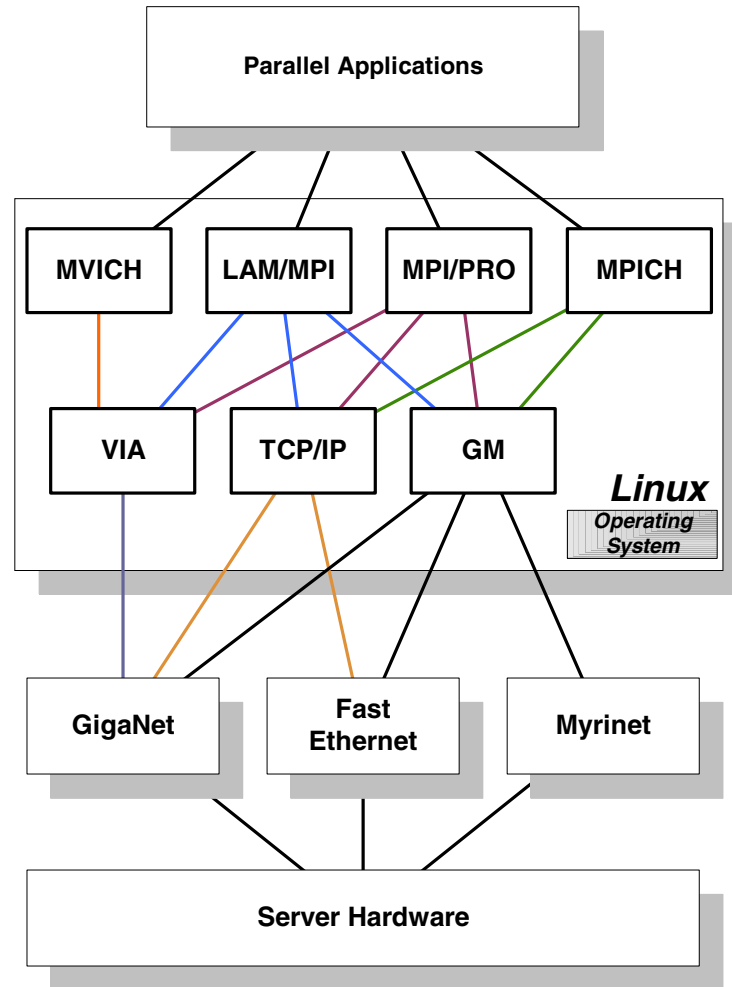 Parallel Applications
MVICH
LAM/MPI
MPI/PRO
MPICH
VIA
TCP/IP
GM
Linux
Operating
System
GigaNet
Fast
Ethernet
Myrinet
Server Hardware